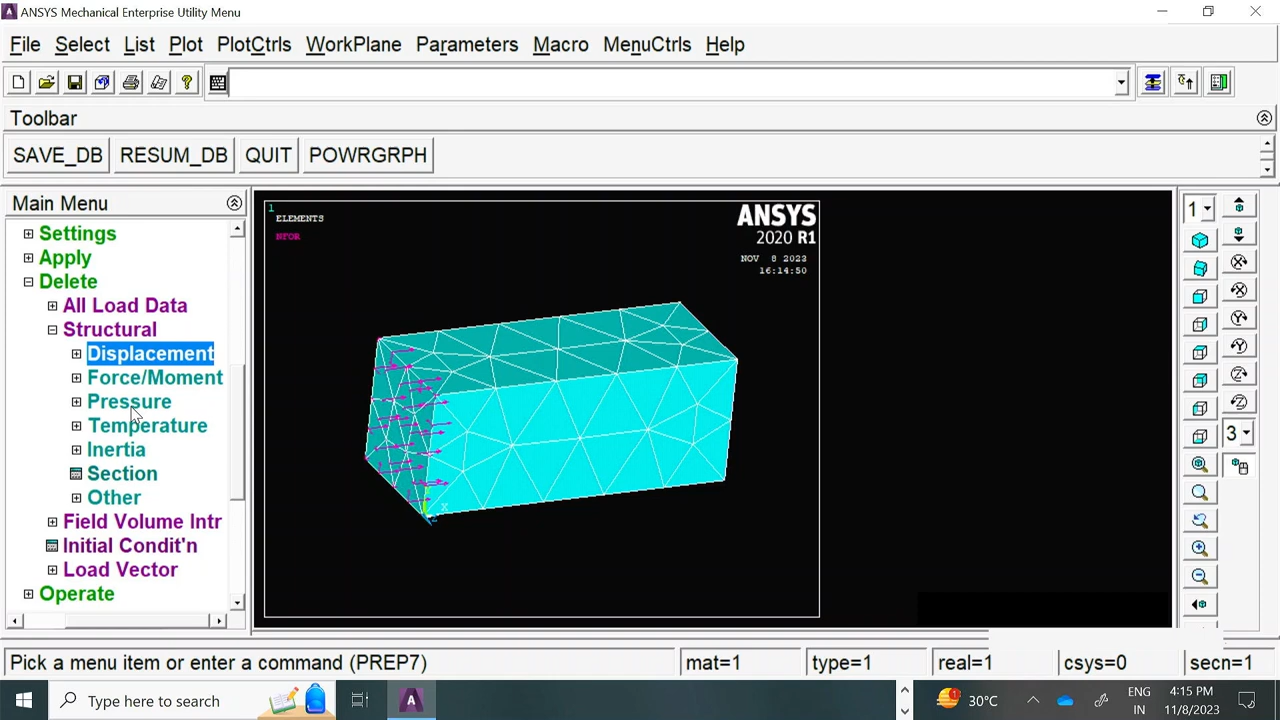 ANSYS Mechanical Enterprise Utility Menu
File Select List Plot PlotCtrls WorkPlane Parameters Macro MenuCtrls Help
Toolbar
SAVE_DB RESUM_DB QUIT POWRGRPH
Main Menu
Settings
Apply
Delete
All Load Data
Structural
Displacement
Force/Moment
Pressure
Temperature
Inertia
Section
Other
Field Volume Intr
Initial Condit'n
Load Vector
Operate
1
ELEMENTS
NFOR
ANSYS
2020 R1
NOV 8 2023
16:14:50
X
Z
1
3
Pick a menu item or enter a command (PREP7) mat=1 type=1 real=1 csys=0 secn=1
Type here to search
1
30°C
ENG
IN
4:15 PM
11/8/2023